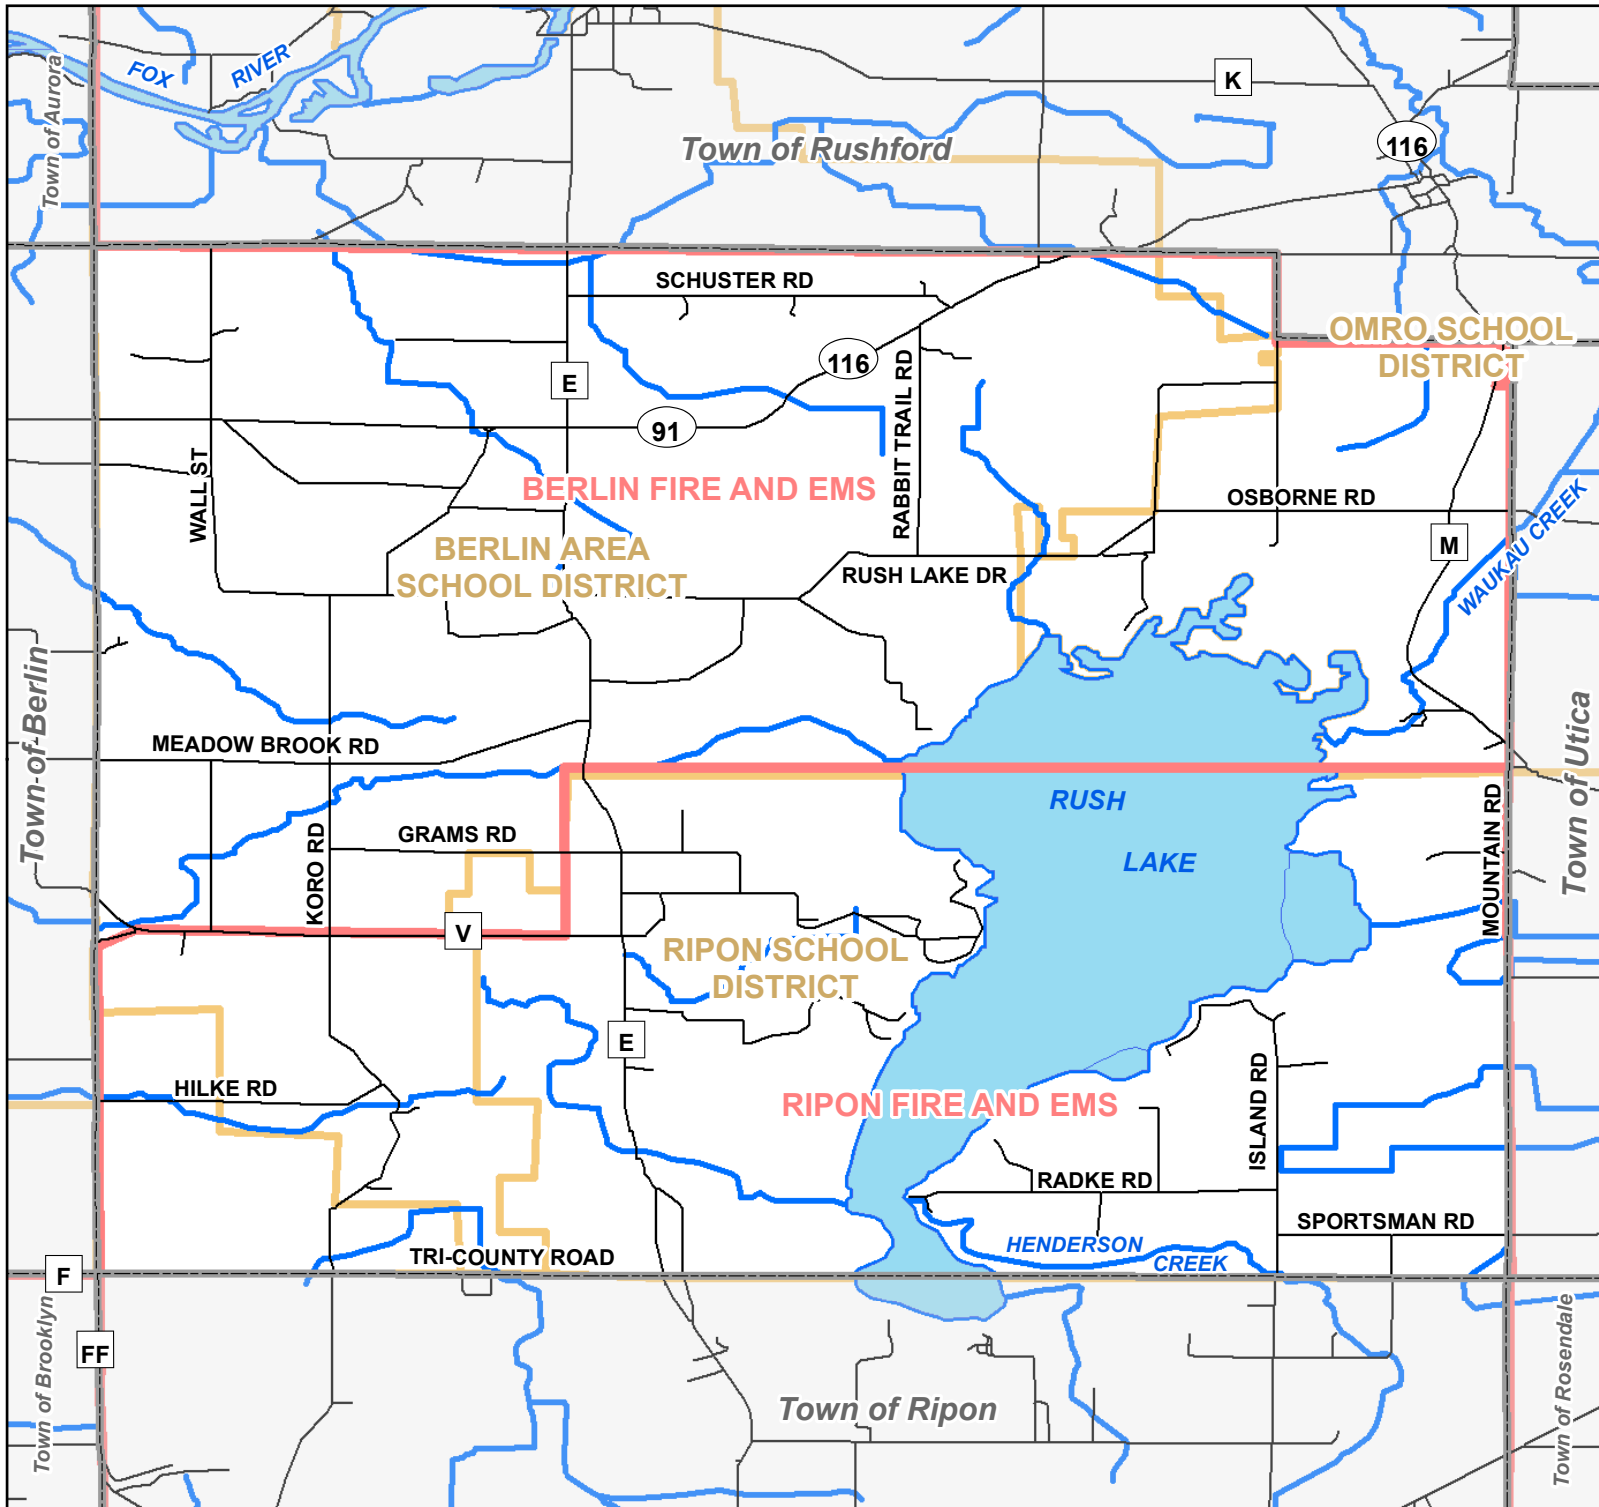 FOX
RIVER
Town of Aurora
K
116
Town of Rushford
SCHUSTER RD
OMRO SCHOOL
DISTRICT
116
RABBIT TRAIL RD
E
91
WALL ST
BERLIN FIRE AND EMS
OSBORNE RD
M
WAUKAU CREEK
BERLIN AREA
SCHOOL DISTRICT
RUSH LAKE DR
Town of Berlin
Town of Utica
MEADOW BROOK RD
RUSH
LAKE
MOUNTAIN RD
KORO RD
GRAMS RD
V
RIPON SCHOOL
DISTRICT
E
HILKE RD
RIPON FIRE AND EMS
ISLAND RD
RADKE RD
SPORTSMAN RD
HENDERSON
CREEK
TRI-COUNTY ROAD
F
FF
Town of Brooklyn
Town of Ripon
Town of Rosendale